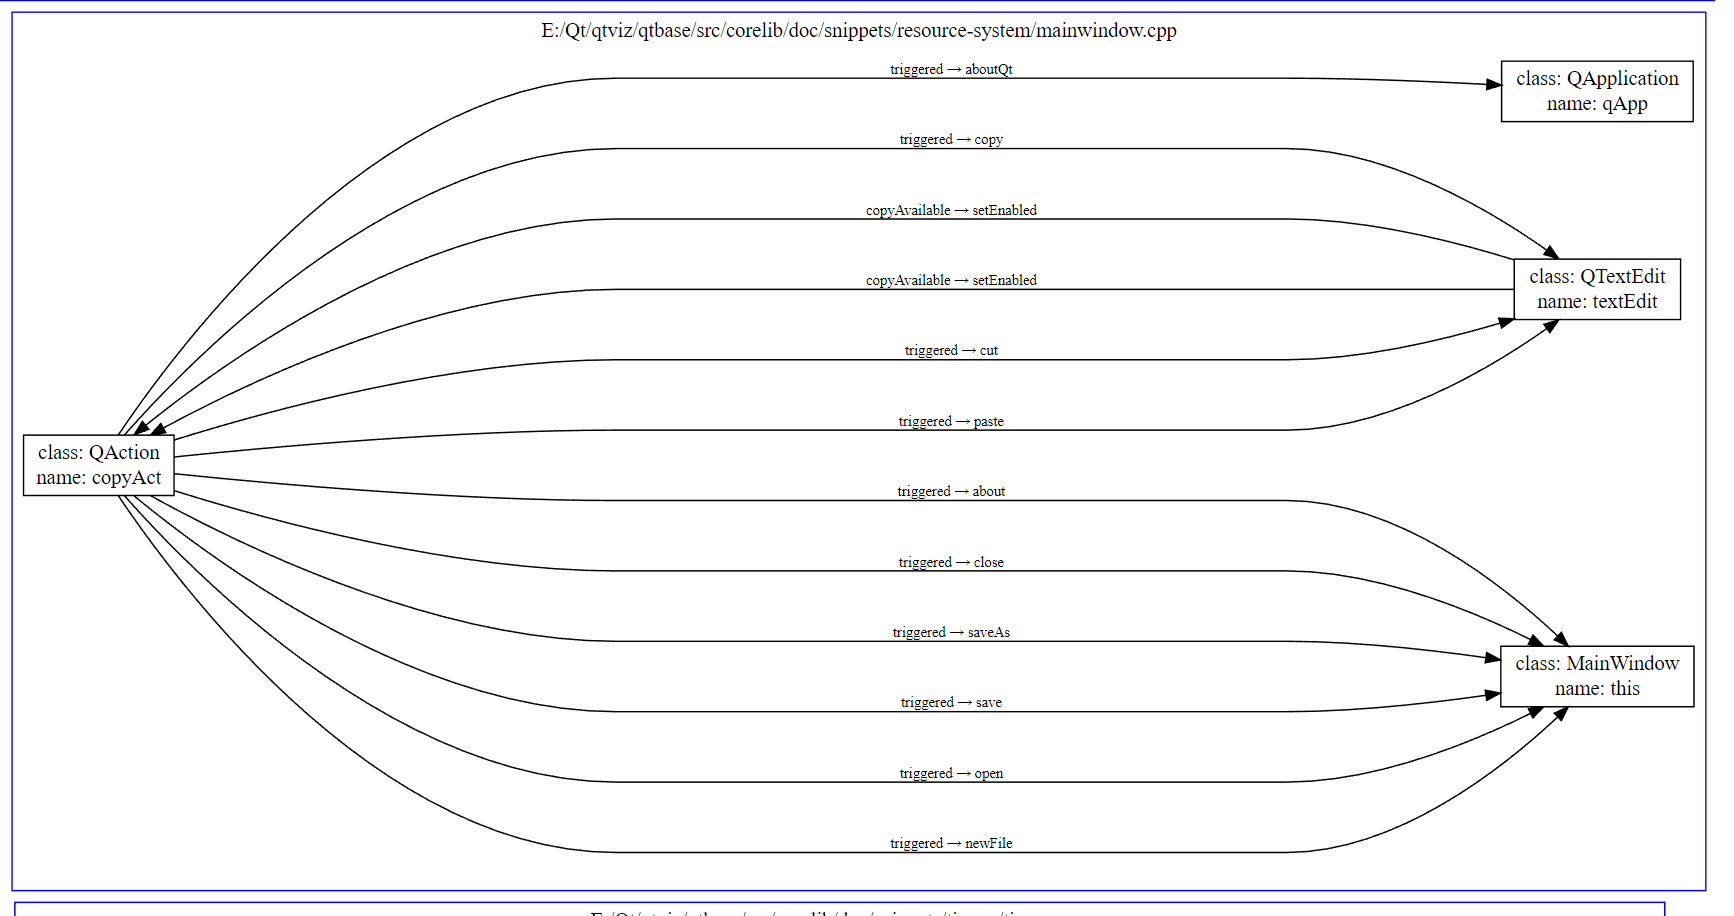 E:/Qt/qtviz/qtbase/src/corelib/doc/snippets/resource-system/mainwindow.cpp
triggered → aboutQt
class: QApplication
name: qApp
triggered → copy
copyAvailable → setEnabled
class: QTextEdit
name: textEdit
copyAvailable → setEnabled
triggered → cut
triggered → paste
class: QAction
name: copyAct
triggered → about
triggered → close
triggered → saveAs
class: MainWindow
name: this
triggered → save
triggered → open
triggered → newFile